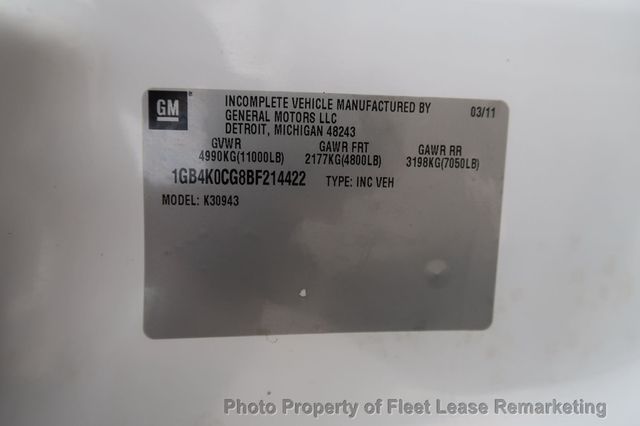 GM
INCOMPLETE VEHICLE MANUFACTURED BY
GENERAL MOTORS LLC
DETROIT, MICHIGAN 48243
03/11
GVWR GAWR FRT GAWR RR
4990KG(11000LB) 2177KG(4800LB) 3198KG(7050LB)
1GB4K0CG8BF214422 TYPE: INC VEH
MODEL: K30943
Photo Property of Fleet Lease Remarketing